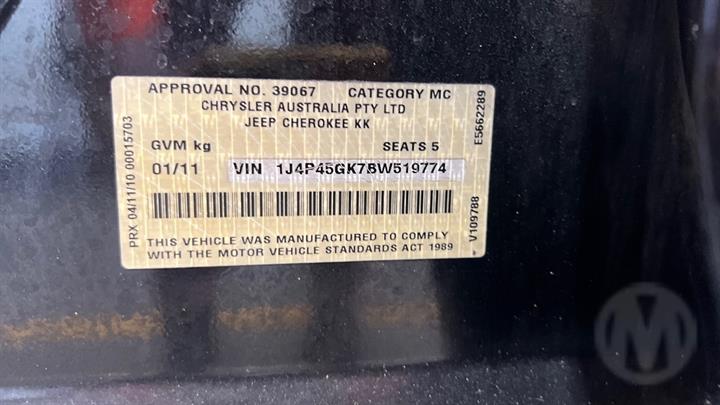 APPROVAL NO. 39067 CATEGORY MC
CHRYSLER AUSTRALIA PTY LTD
JEEP CHEROKEE KK
GVM kg SEATS 5
01/11 VIN 1J4P45GK7BW519774
THIS VEHICLE WAS MANUFACTURED TO COMPLY
WITH THE MOTOR VEHICLE STANDARDS ACT 1989
PRX 04/11/10 00015703
E5662289
V109788
M